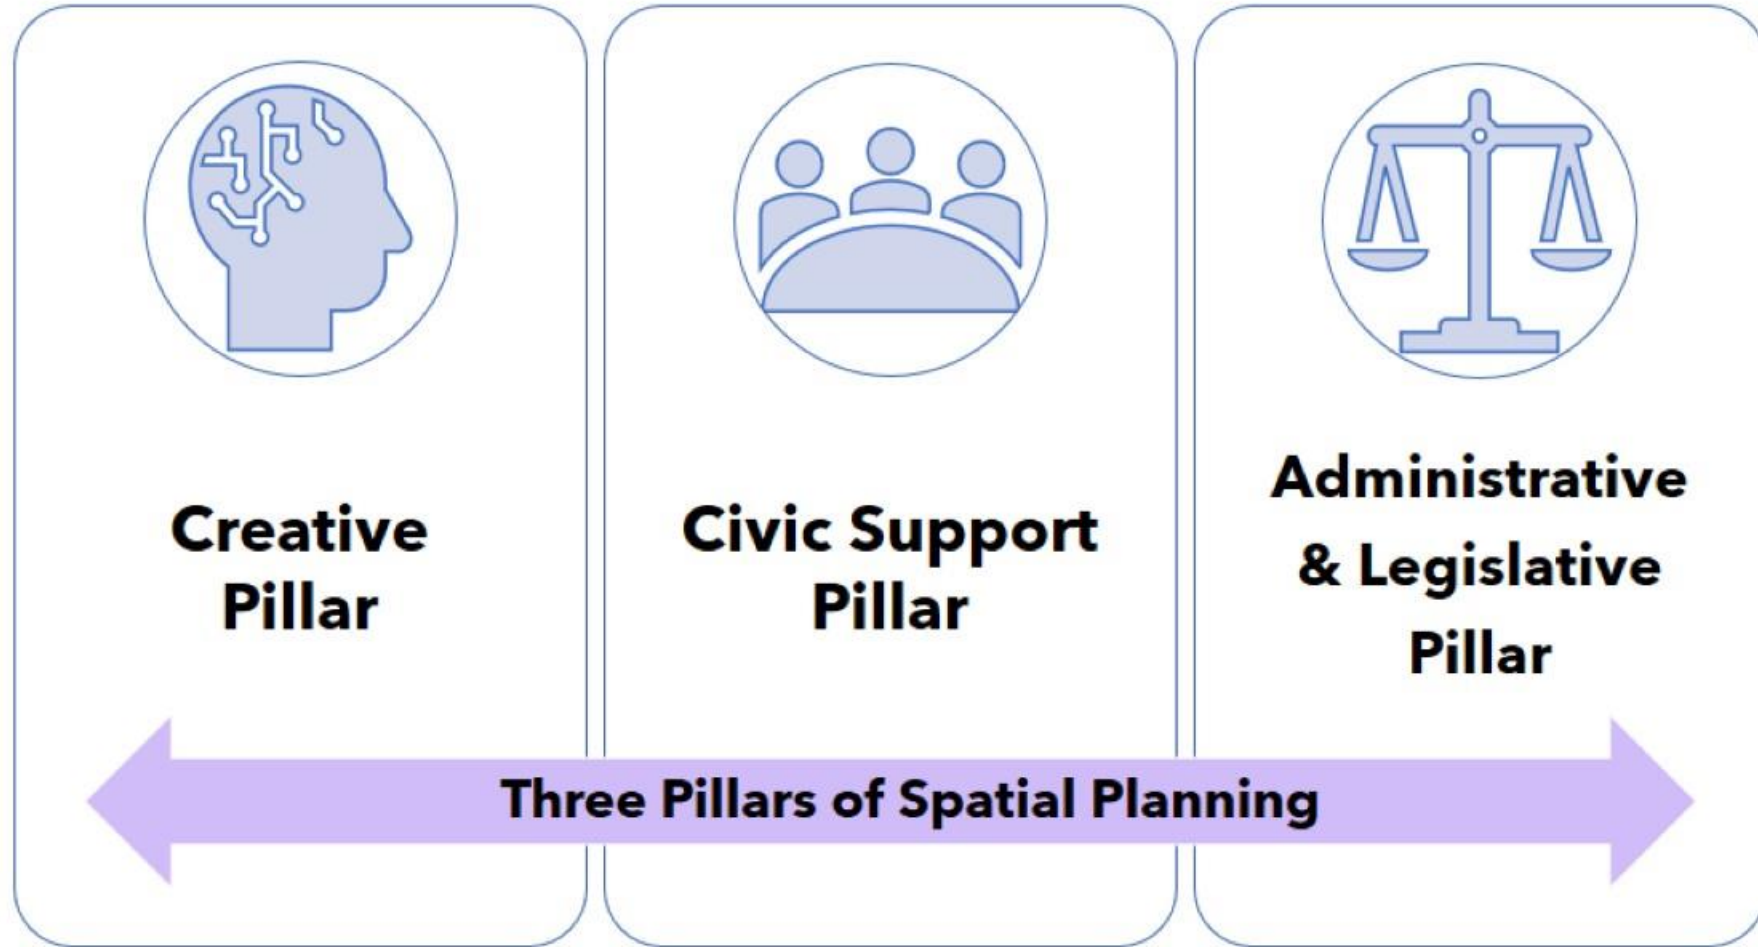 Creative
Pillar
Civic Support
Pillar
Administrative
& Legislative
Pillar
Three Pillars of Spatial Planning